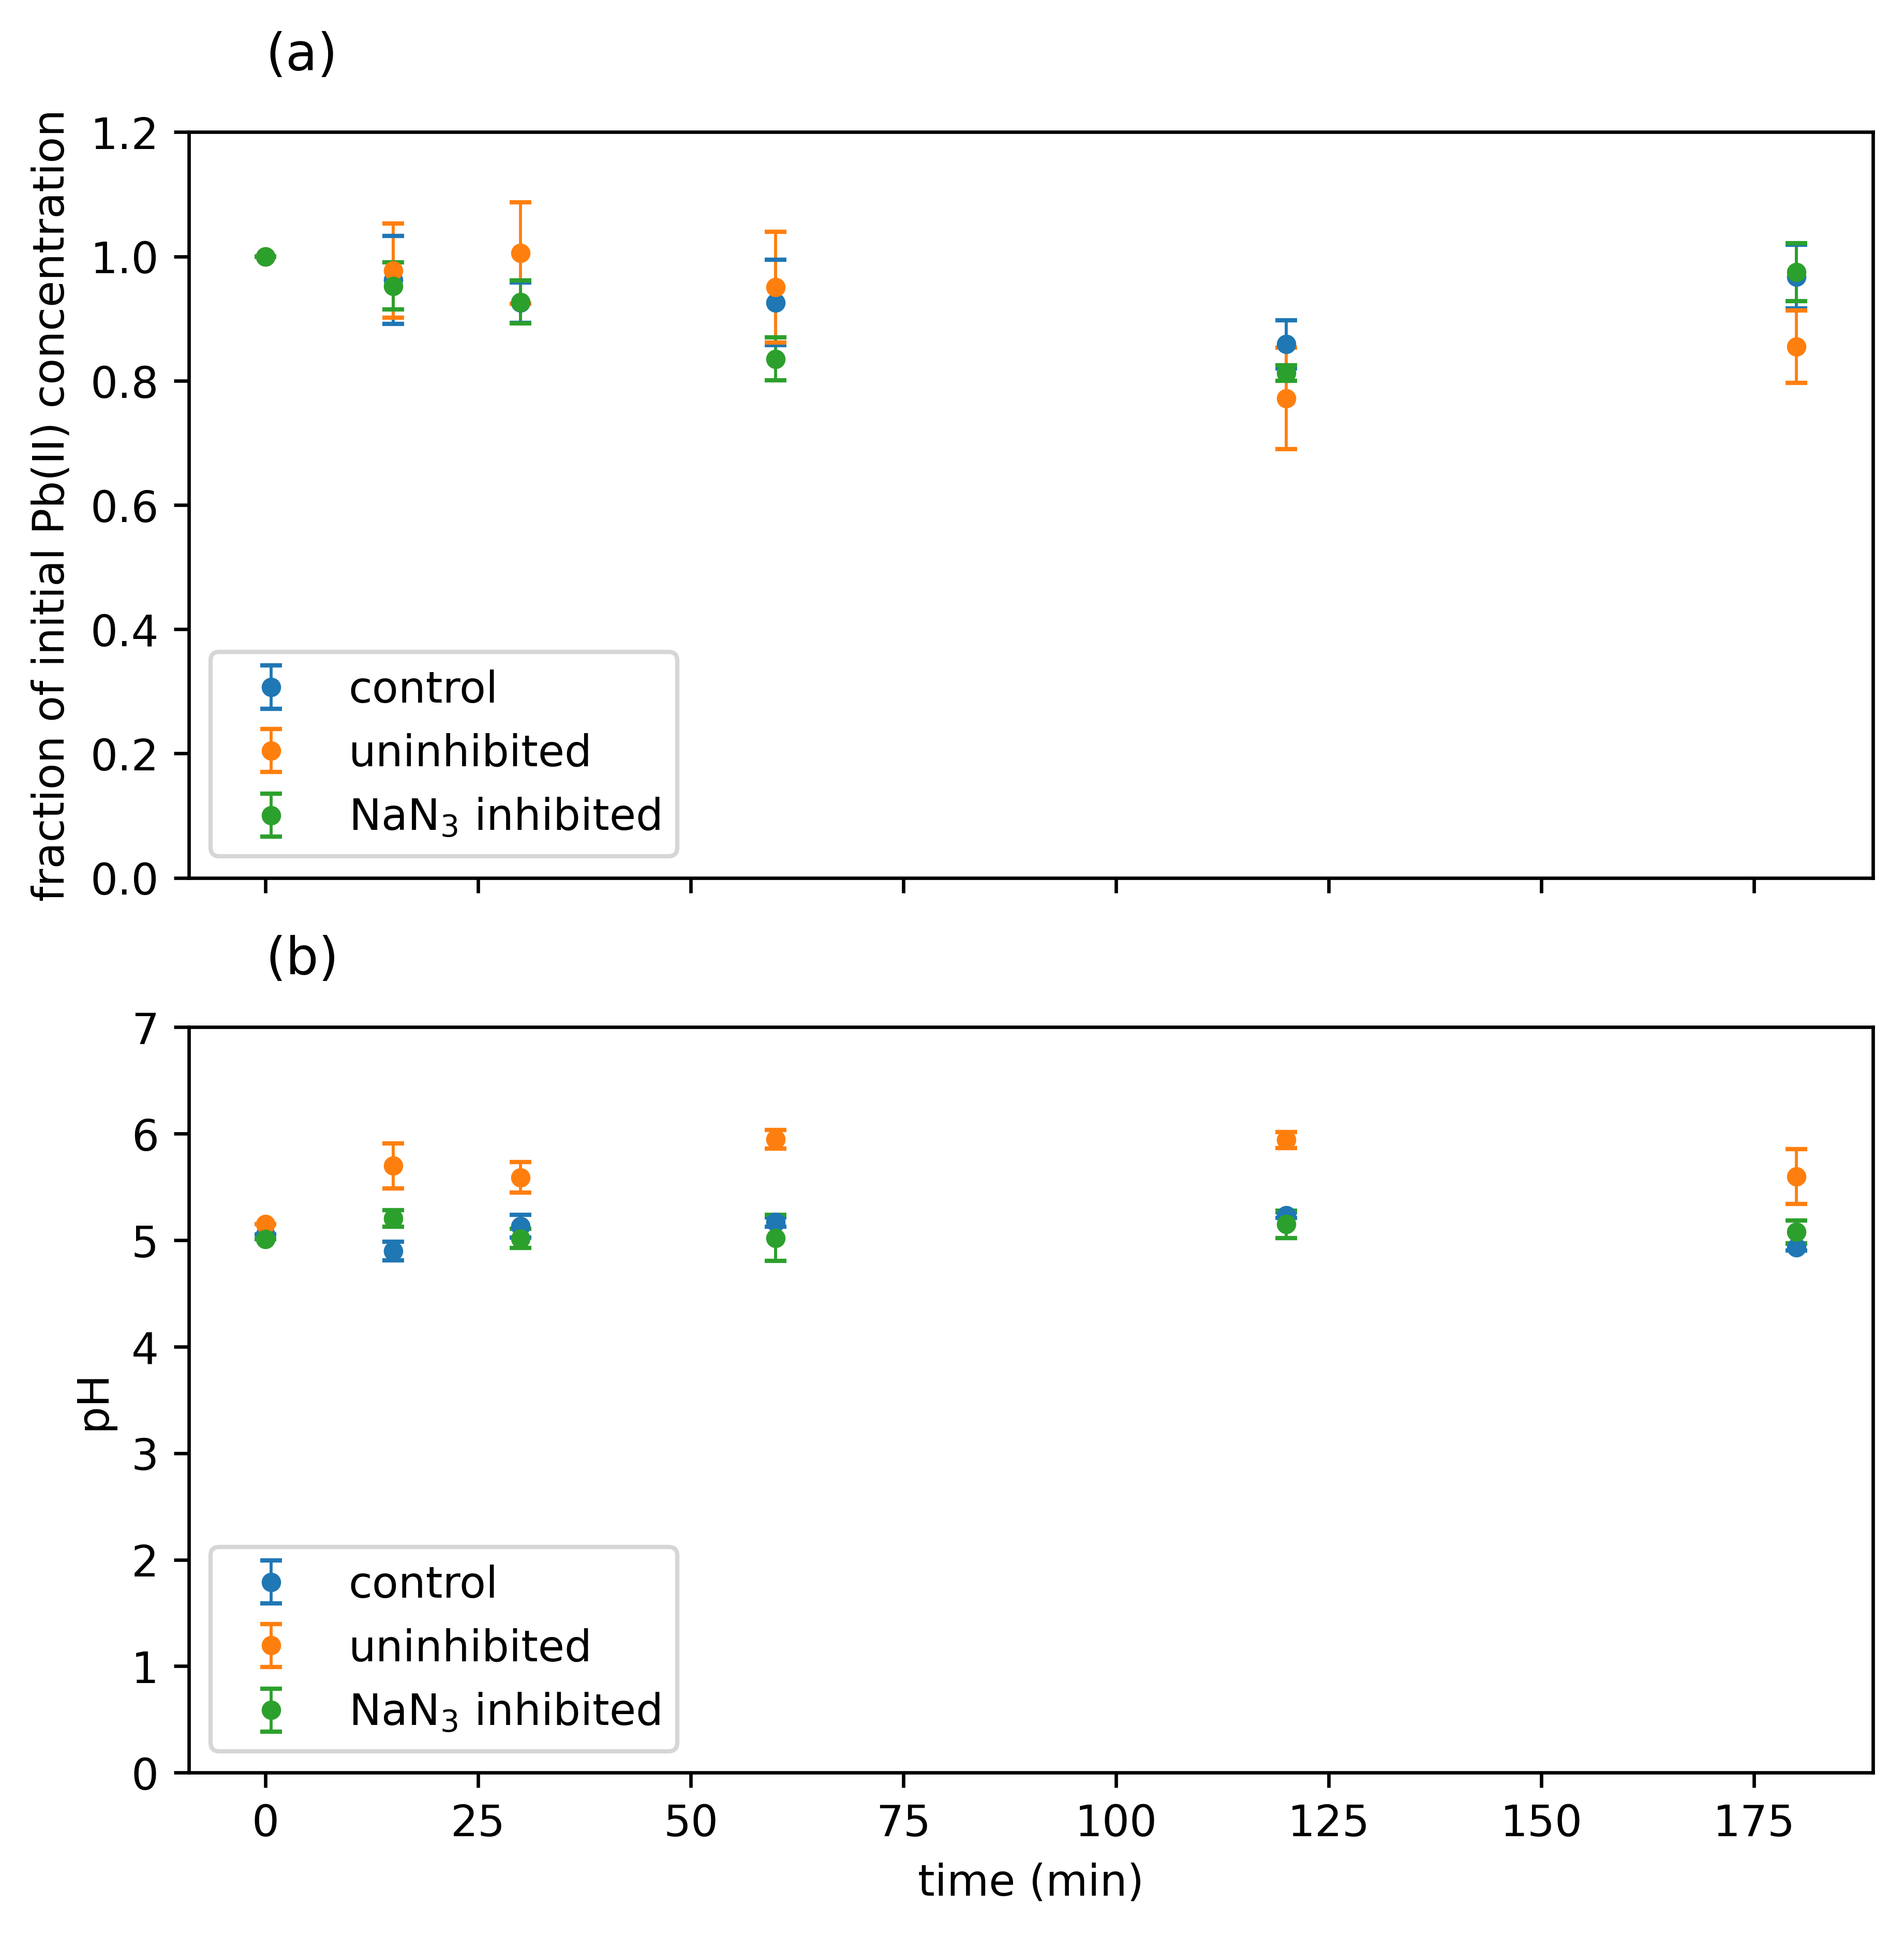 (a)
fraction of initial Pb(II) concentration
1.2
1.0
0.8
0.6
0.4
0.2
0.0
control
uninhibited
NaN₃ inhibited
(b)
pH
7
6
5
4
3
2
1
0
control
uninhibited
NaN₃ inhibited
0 25 50 75 100 125 150 175
time (min)